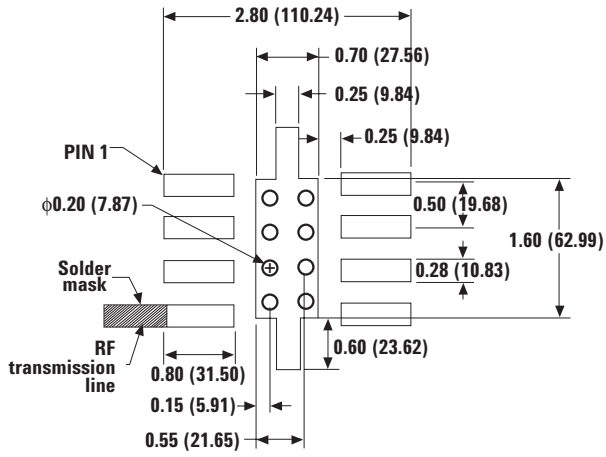 2.80 (110.24)
0.70 (27.56)
0.25 (9.84)
0.25 (9.84)
PIN 1
ϕ0.20 (7.87)
0.50 (19.68)
1.60 (62.99)
0.28 (10.83)
Solder
mask
RF
transmission
line
0.60 (23.62)
0.80 (31.50)
0.15 (5.91)
0.55 (21.65)